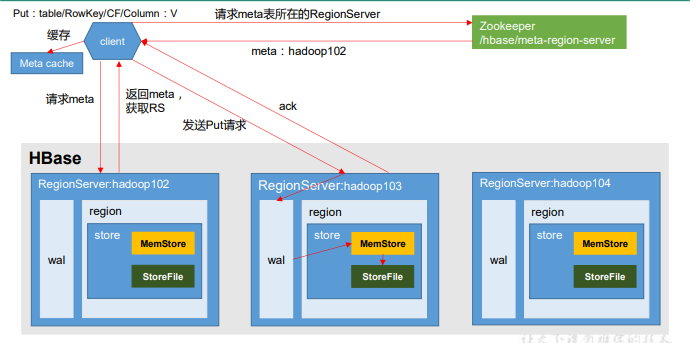 Put：table/RowKey/CF/Column：V
请求meta表所在的RegionServer
Zookeeper
/hbase/meta-region-server
缓存
client
meta：hadoop102
Meta cache
请求meta
返回meta，
获取RS
ack
发送Put请求
HBase
RegionServer:hadoop102
region
store
MemStore
wal
StoreFile
RegionServer:hadoop103
region
store
MemStore
wal
StoreFile
RegionServer:hadoop104
region
store
MemStore
wal
StoreFile